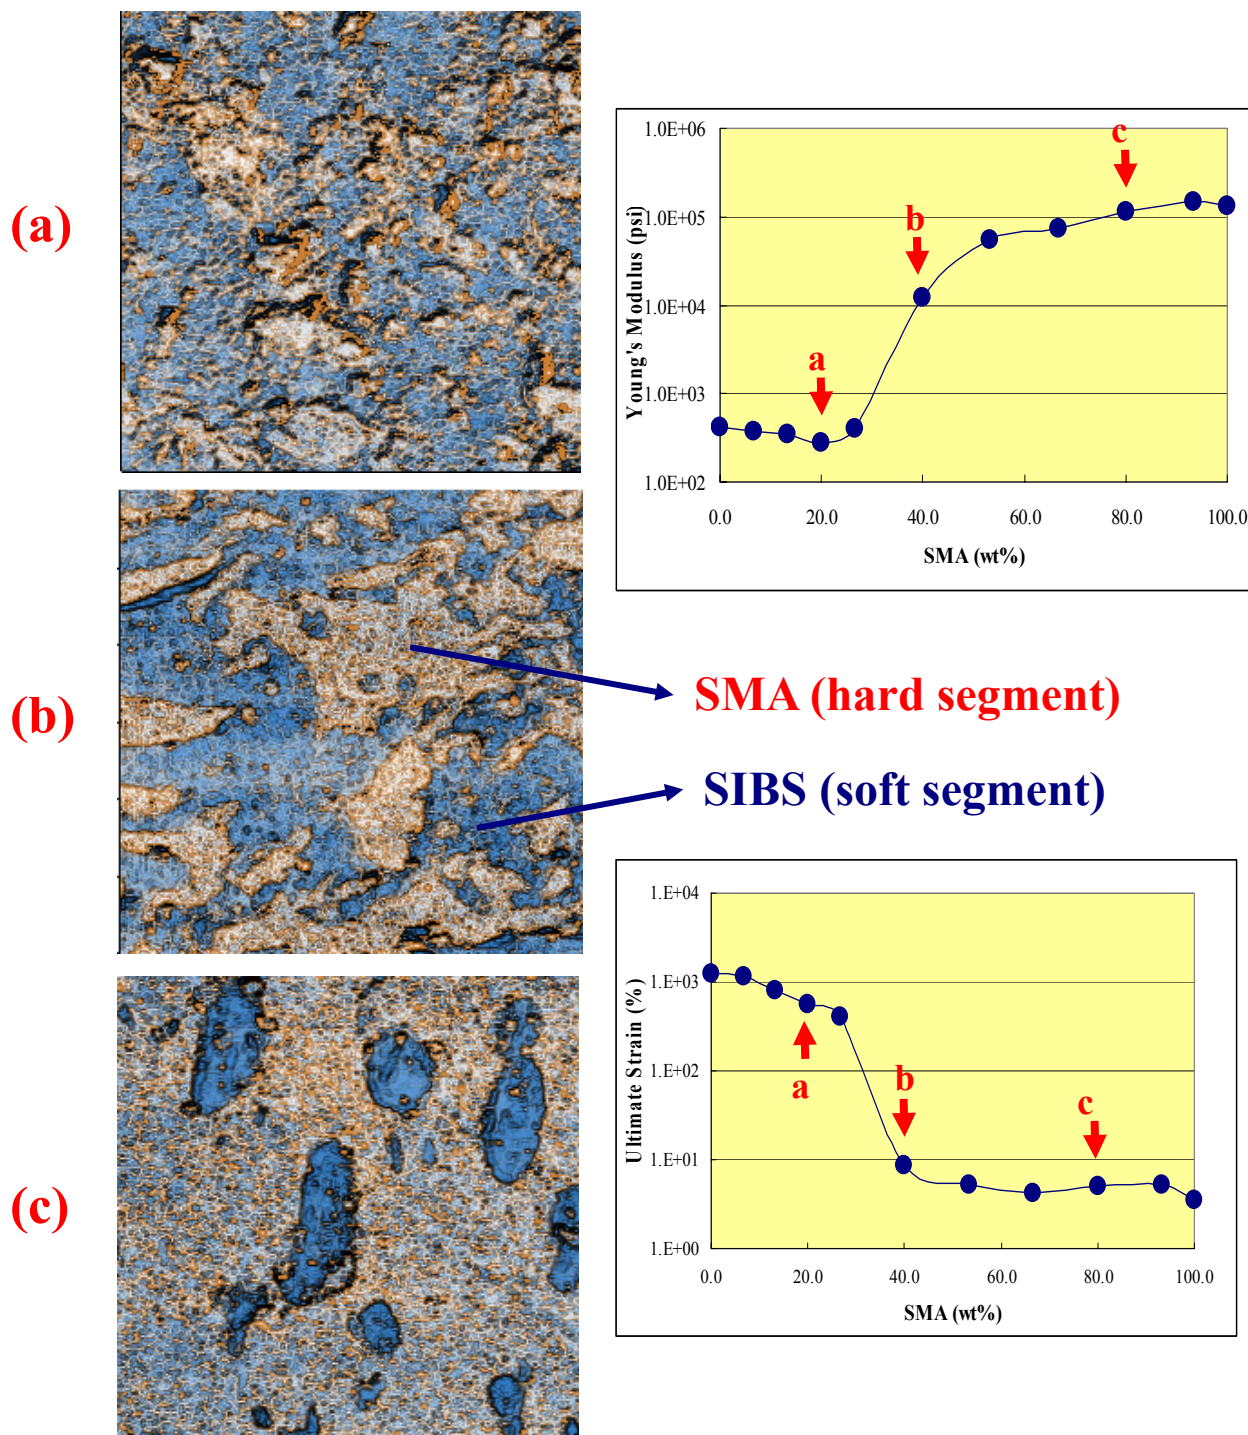 (a)
1.0E+06
1.0E+05
1.0E+04
1.0E+03
1.0E+02
Young's Modulus (psi)
a
b
c
0.0
20.0
40.0
60.0
80.0
100.0
SMA (wt%)
(b)
SMA (hard segment)
SIBS (soft segment)
(c)
1.E+04
1.E+03
1.E+02
1.E+01
1.E+00
Ultimate Strain (%)
a
b
c
0.0
20.0
40.0
60.0
80.0
100.0
SMA (wt%)